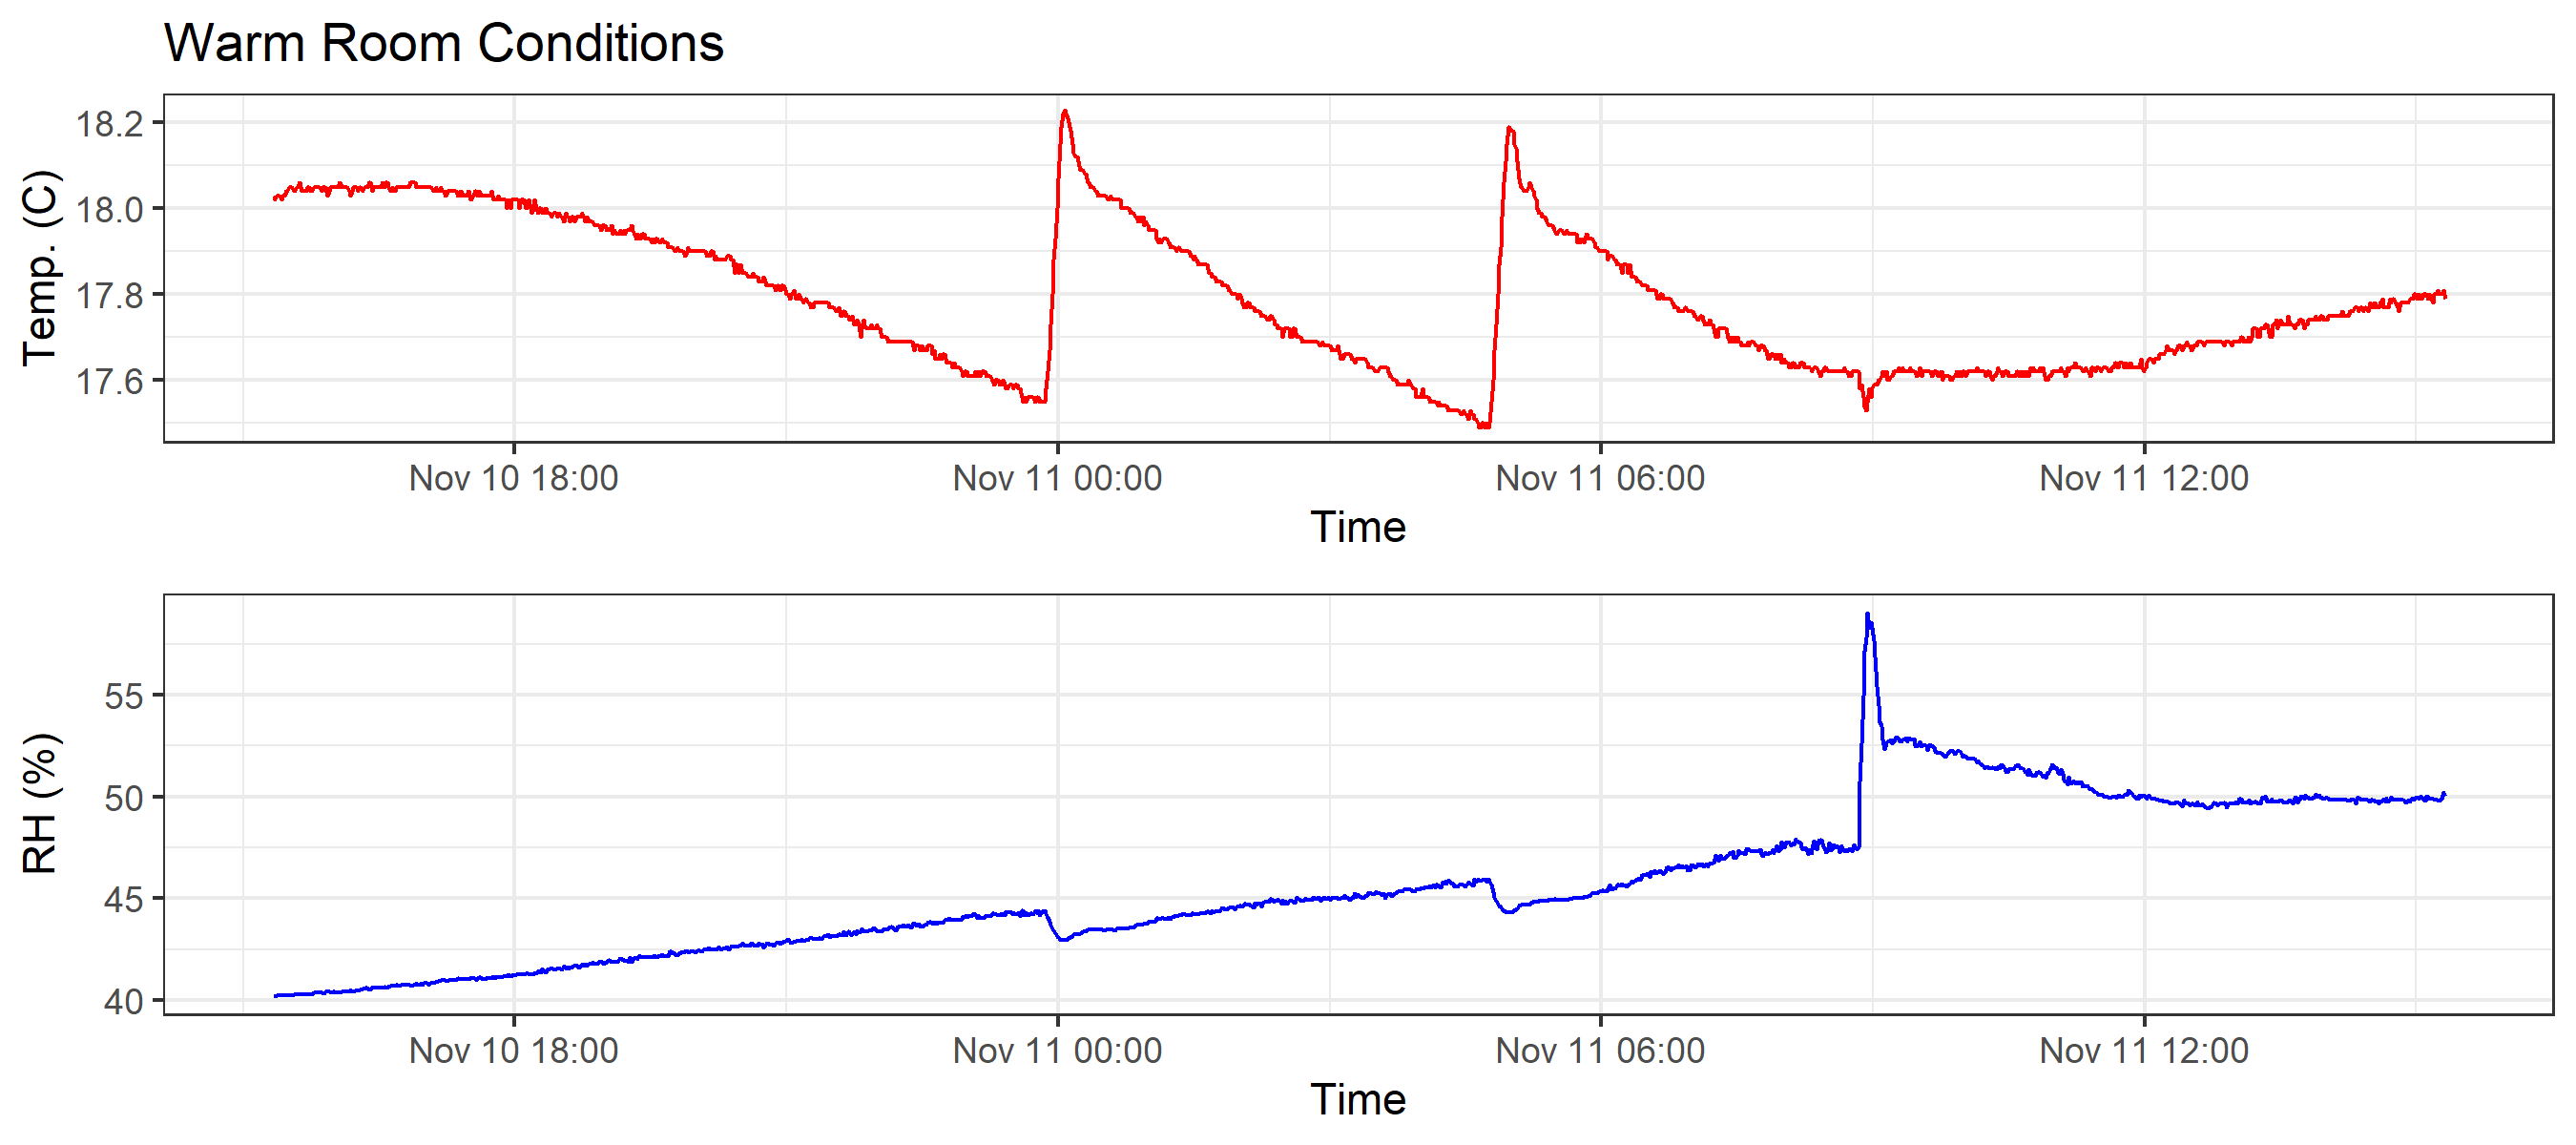 Warm Room Conditions
Temp. (C)
18.2
18.0
17.8
17.6
Nov 10 18:00 Nov 11 00:00 Nov 11 06:00 Nov 11 12:00
Time
RH (%)
55
50
45
40
Nov 10 18:00 Nov 11 00:00 Nov 11 06:00 Nov 11 12:00
Time